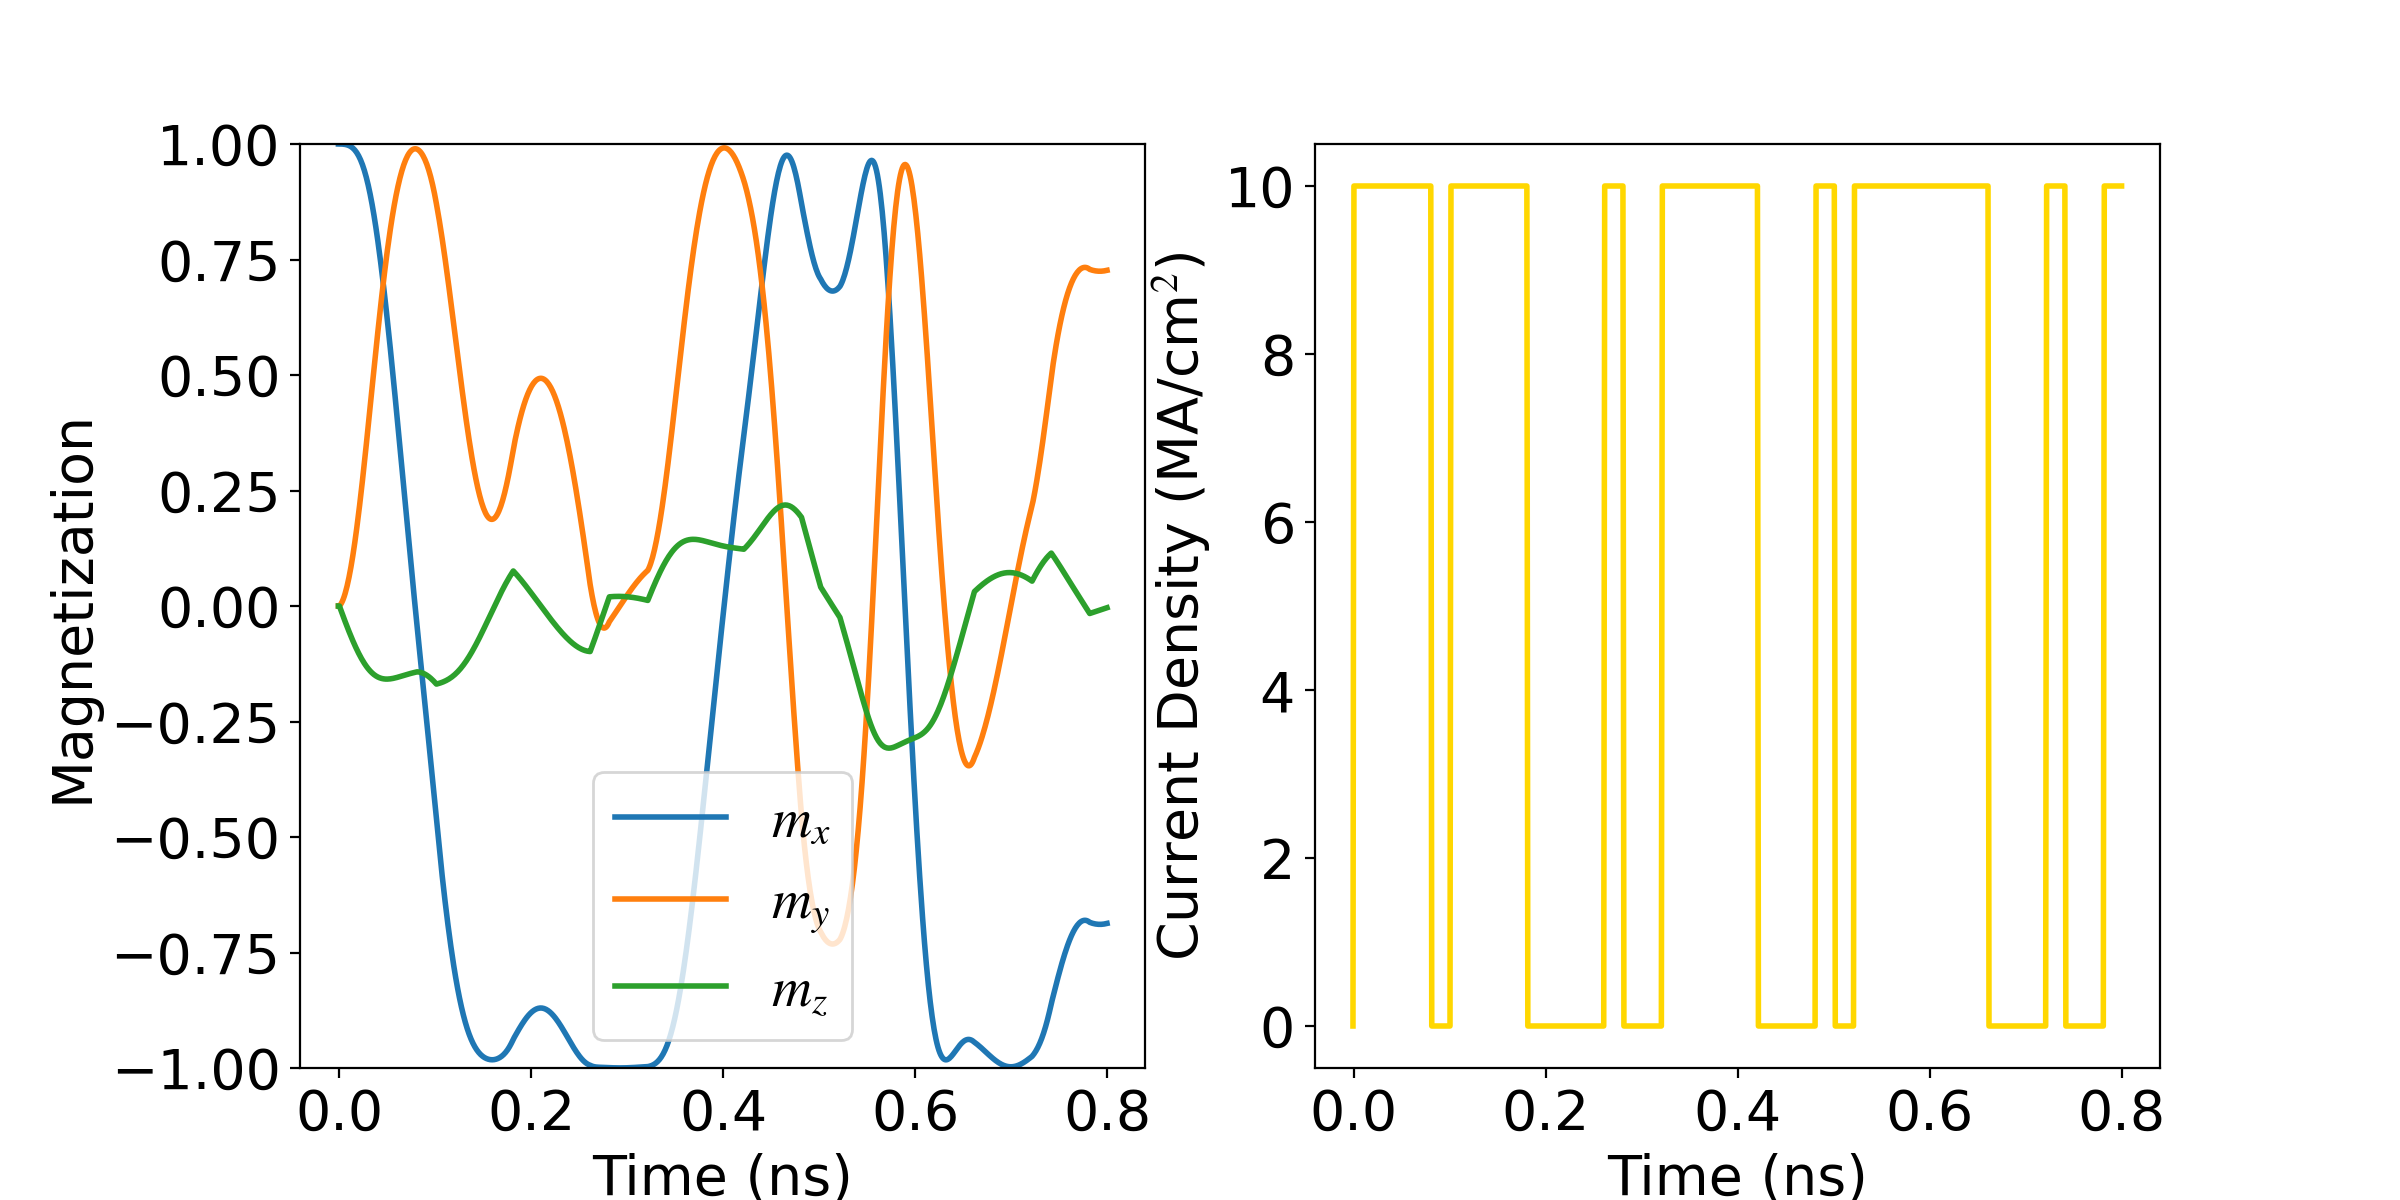 Magnetization
1.00
0.75
0.50
0.25
0.00
−0.25
−0.50
−0.75
−1.00
0.0 0.2 0.4 0.6 0.8
Time (ns)
m_x
m_y
m_z
Current Density (MA/cm²)
10
8
6
4
2
0
0.0 0.2 0.4 0.6 0.8
Time (ns)